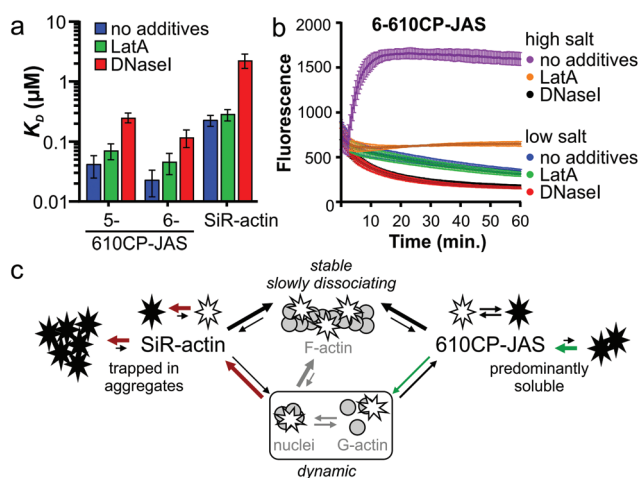 a
no additives
LatA
DNaseI
K_D (µM)
10
1
0.1
0.01
5-
6-
SiR-actin
610CP-JAS
b
6-610CP-JAS
Fluorescence
2000
1500
1000
500
0
10 20 30 40 50 60
Time (min.)
high salt
no additives
LatA
DNaseI
low salt
no additives
LatA
DNaseI
c
stable
slowly dissociating
SiR-actin
F-actin
610CP-JAS
trapped in
aggregates
predominantly
soluble
nuclei
G-actin
dynamic